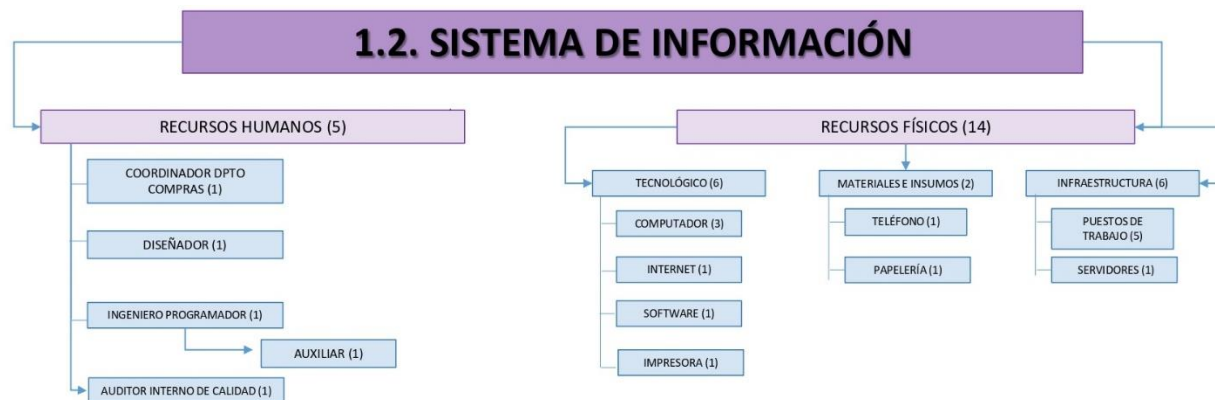 1.2. SISTEMA DE INFORMACIÓN
RECURSOS HUMANOS (5)
COORDINADOR DPTO
COMPRAS (1)
DISEÑADOR (1)
INGENIERO PROGRAMADOR (1)
AUXILIAR (1)
AUDITOR INTERNO DE CALIDAD (1)
RECURSOS FÍSICOS (14)
TECNOLÓGICO (6)
COMPUTADOR (3)
INTERNET (1)
SOFTWARE (1)
IMPRESORA (1)
MATERIALES E INSUMOS (2)
TELÉFONO (1)
PAPELERÍA (1)
INFRAESTRUCTURA (6)
PUESTOS DE
TRABAJO (5)
SERVIDORES (1)